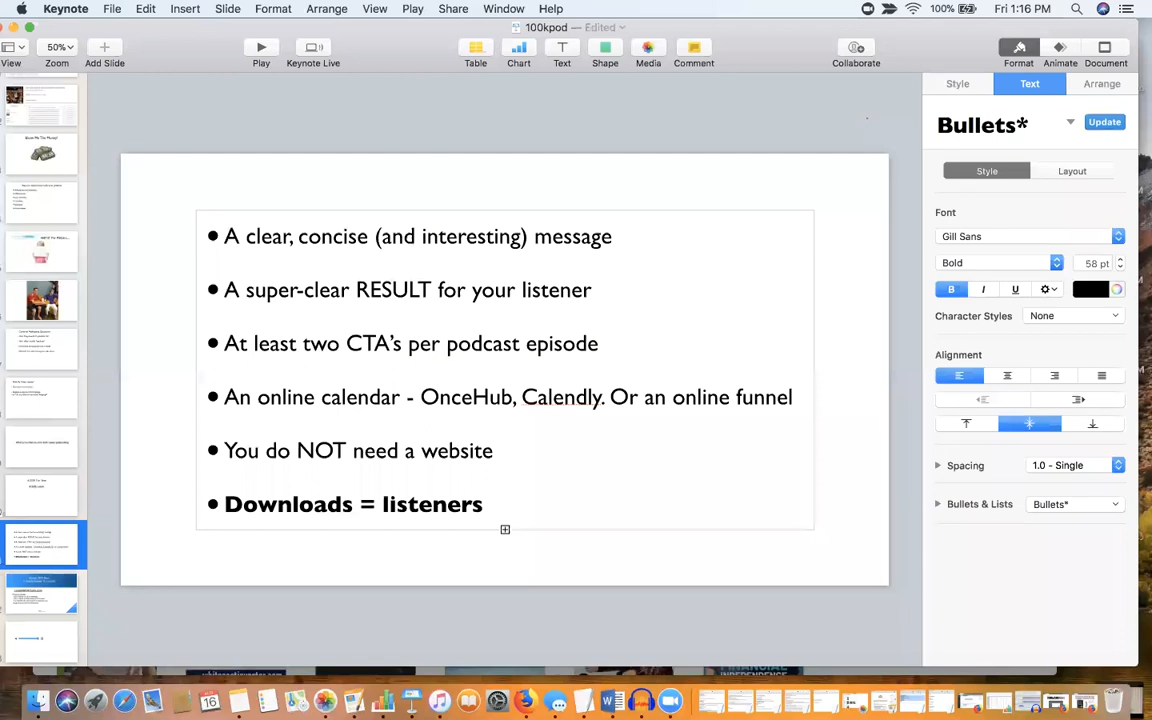 Keynote File Edit Insert Slide Format Arrange View Play Share Window Help 100% Fri 1:16 PM
100kpod — Edited
50%
View Zoom Add Slide Play Keynote Live Table Chart Text Shape Media Comment Collaborate Format Animate Document
Style Text Arrange
Bullets* Update
Style Layout
Font
Gill Sans
Bold 58 pt
B I U
Character Styles None
Alignment
Spacing 1.0 - Single
Bullets & Lists Bullets*
• A clear, concise (and interesting) message
• A super-clear RESULT for your listener
• At least two CTA's per podcast episode
• An online calendar - OnceHub, Calendly. Or an online funnel
• You do NOT need a website
• Downloads = listeners
FINANCIAL
INDEPENDENCE
16